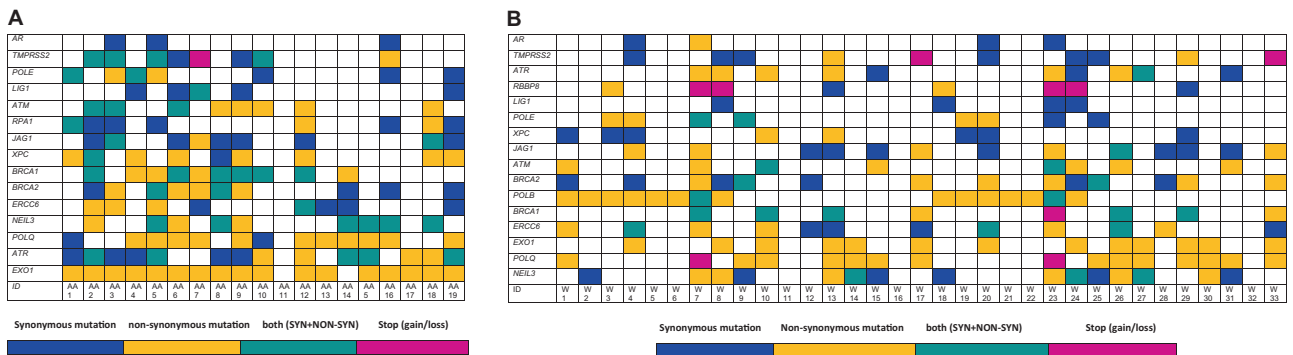 A
AR
TMPRSS2
POLE
LIG1
ATM
RPA1
JAG1
XPC
BRCA1
BRCA2
ERCC6
NEIL3
POLQ
ATR
EXO1
ID AA 1 AA 2 AA 3 AA 4 AA 5 AA 6 AA 7 AA 8 AA 9 AA 10 AA 11 AA 12 AA 13 AA 14 AA 5 AA 16 AA 17 AA 18 AA 19
Synonymous mutation non-synonymous mutation both (SYN+NON-SYN) Stop (gain/loss)
B
AR
TMPRSS2
ATR
RBBP8
LIG1
POLE
XPC
JAG1
ATM
BRCA2
POLB
BRCA1
ERCC6
EXO1
POLQ
NEIL3
ID W 1 W 2 W 3 W 4 W 5 W 6 W 7 W 8 W 9 W 10 W 11 W 12 W 13 W 14 W 15 W 16 W 17 W 18 W 19 W 20 W 21 W 22 W 23 W 24 W 25 W 26 W 27 W 28 W 29 W 30 W 31 W 32 W 33
Synonymous mutation Non-synonymous mutation both (SYN+NON-SYN) Stop (gain/loss)